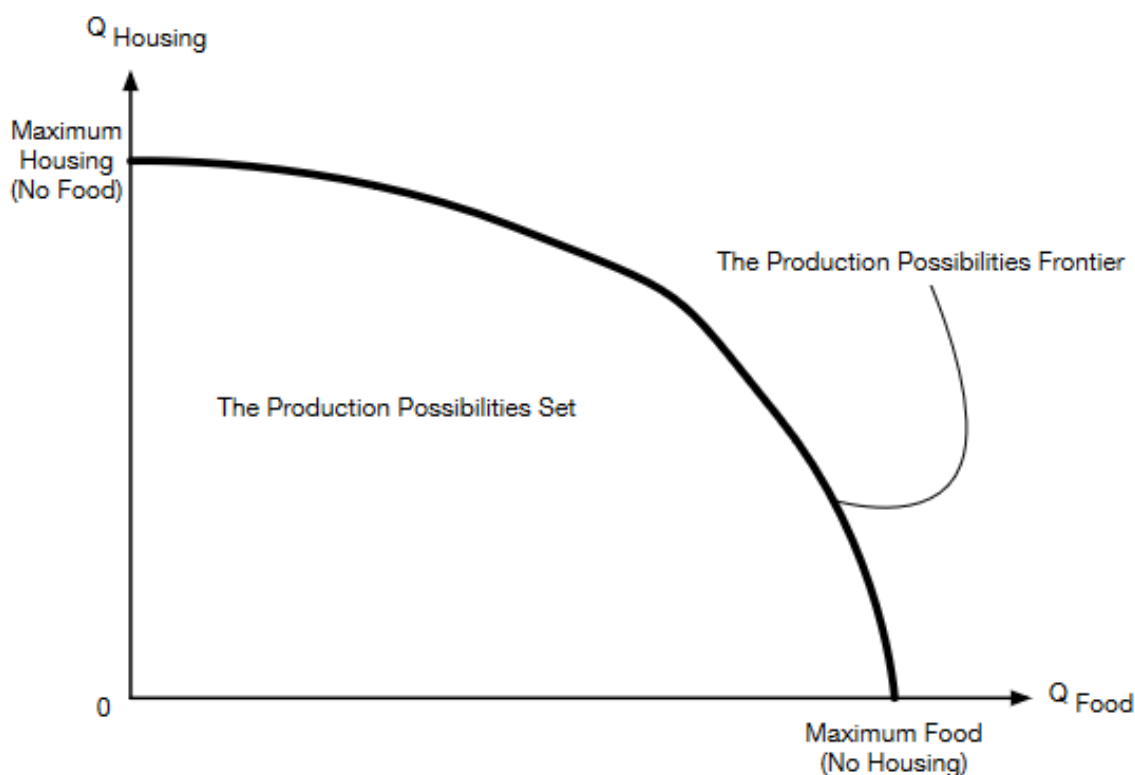 Q Housing
Maximum
Housing
(No Food)
The Production Possibilities Frontier
The Production Possibilities Set
0
Q Food
Maximum Food
(No Housing)